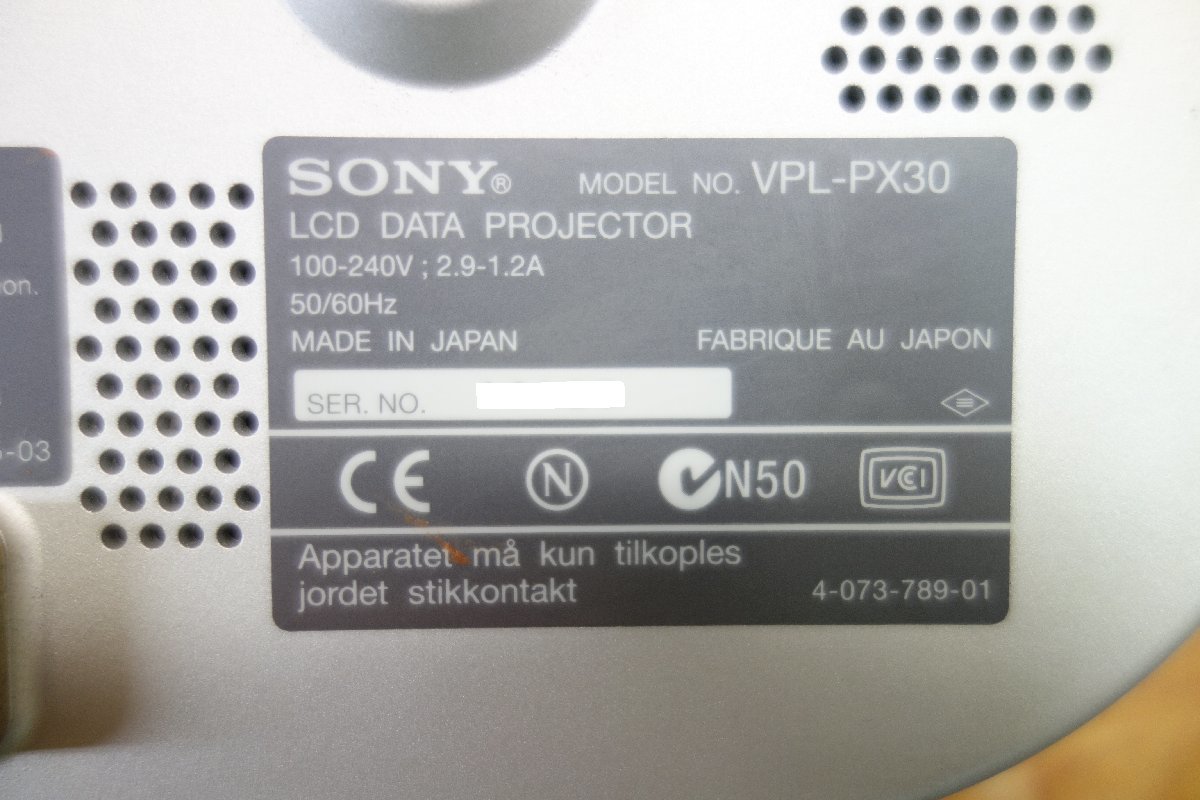 SONY® MODEL NO. VPL-PX30
LCD DATA PROJECTOR
100-240V ; 2.9-1.2A
50/60Hz
MADE IN JAPAN FABRIQUE AU JAPON
SER. NO.
CE N N50 VCI
Apparatet må kun tilkoples
jordet stikkontakt 4-073-789-01
on.
-03